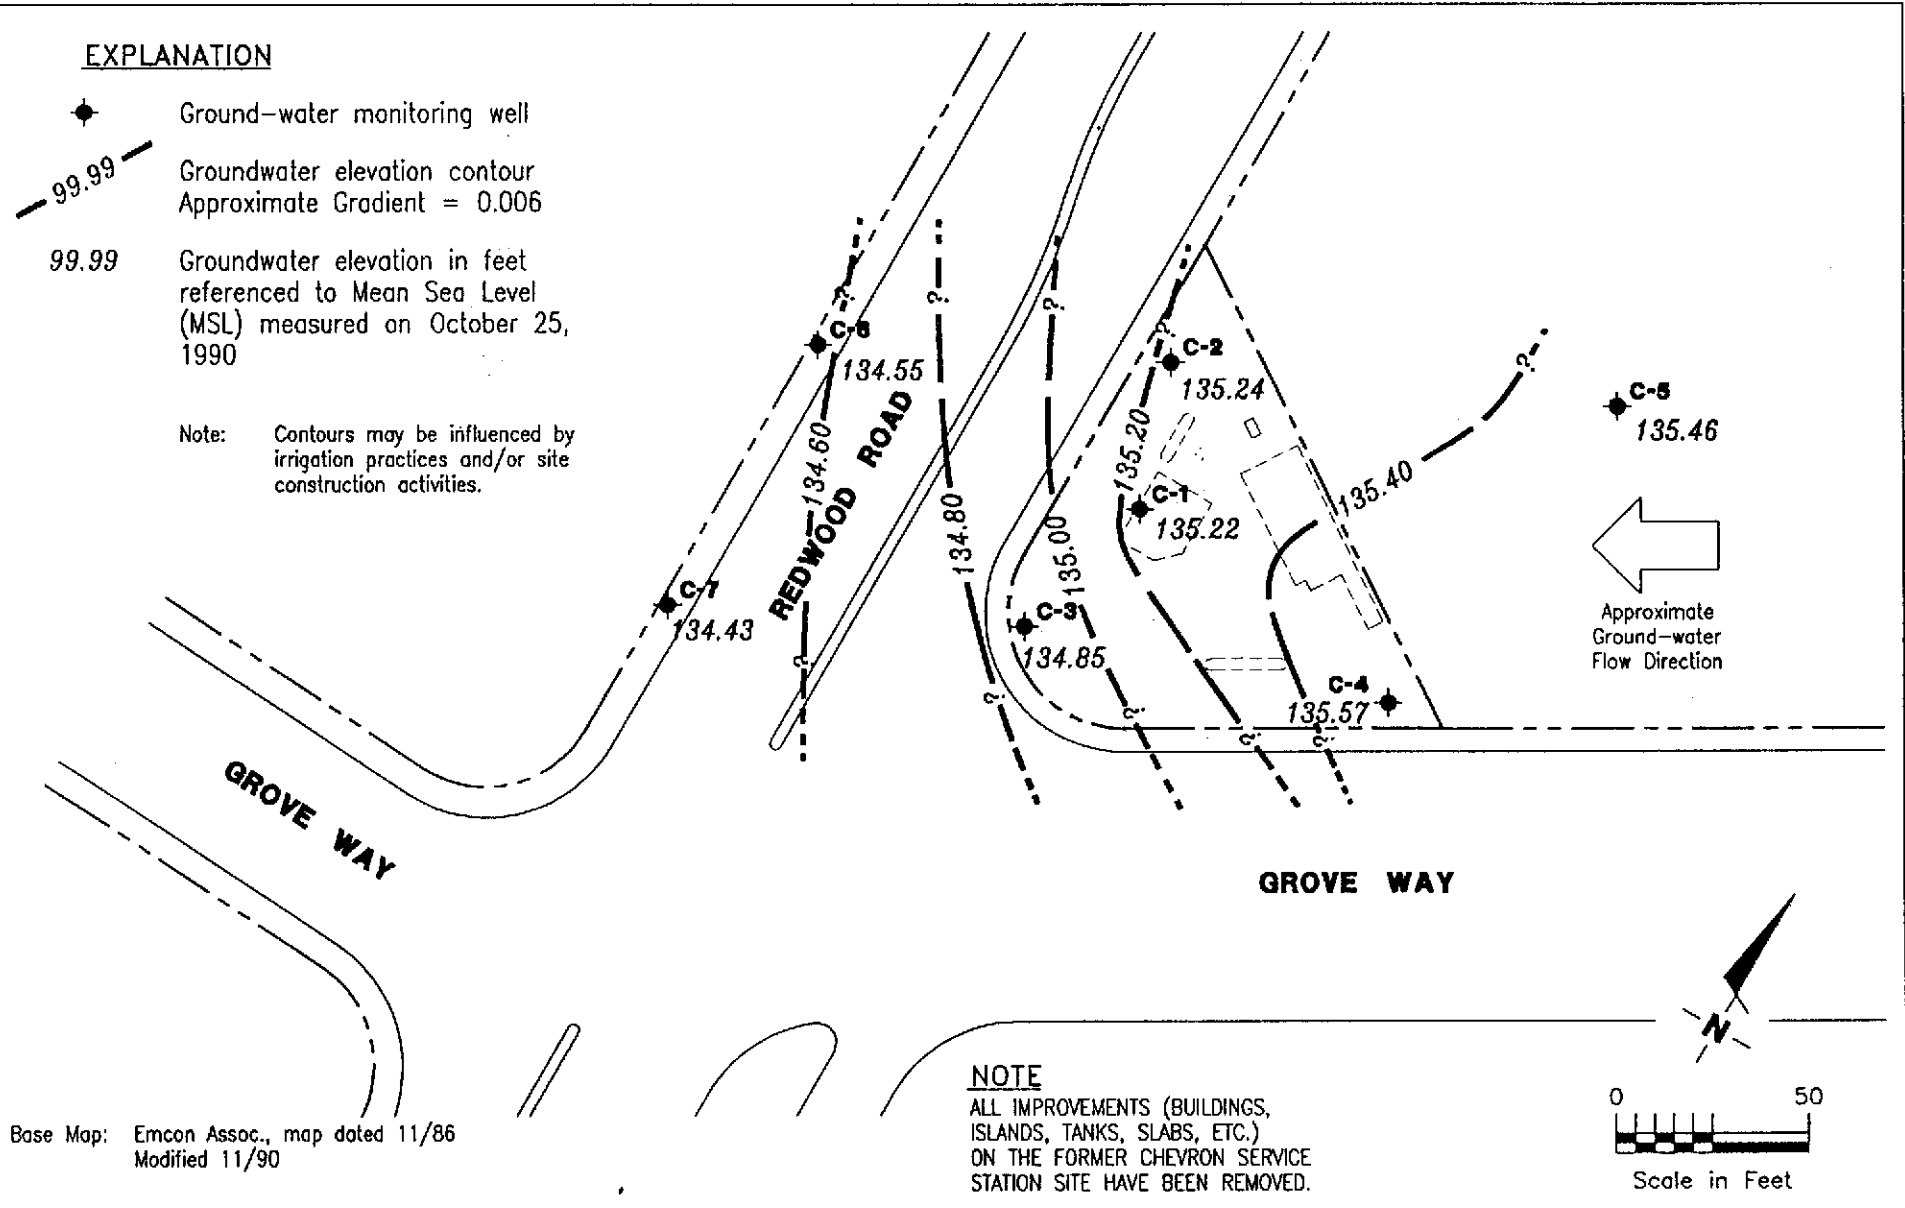 EXPLANATION
Ground-water monitoring well
99.99
Groundwater elevation contour
Approximate Gradient = 0.006
99.99
Groundwater elevation in feet
referenced to Mean Sea Level
(MSL) measured on October 25,
1990
Note: Contours may be influenced by
irrigation practices and/or site
construction activities.
?
?
?
?
?
C-6
134.55
C-2
135.24
C-5
135.46
134.60
REDWOOD ROAD
134.80
135.00
135.20
C-1
135.22
135.40
C-7
134.43
C-3
134.85
C-4
135.57
?
?
?
?
?
Approximate
Ground-water
Flow Direction
GROVE WAY
GROVE WAY
N
NOTE
ALL IMPROVEMENTS (BUILDINGS,
ISLANDS, TANKS, SLABS, ETC.)
ON THE FORMER CHEVRON SERVICE
STATION SITE HAVE BEEN REMOVED.
0 50
Scale in Feet
Base Map: Emcon Assoc., map dated 11/86
Modified 11/90